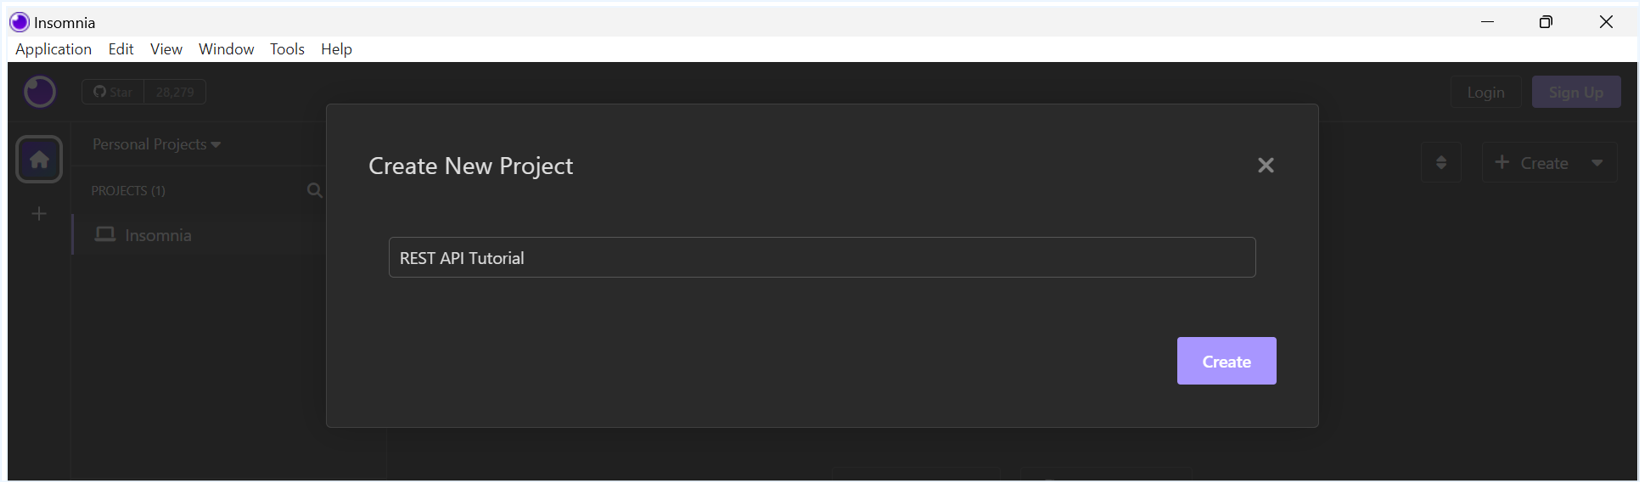 Insomnia
Application Edit View Window Tools Help
Star 28,279
Login Sign Up
Personal Projects
Create New Project
Create
PROJECTS (1)
Insomnia
REST API Tutorial
Create